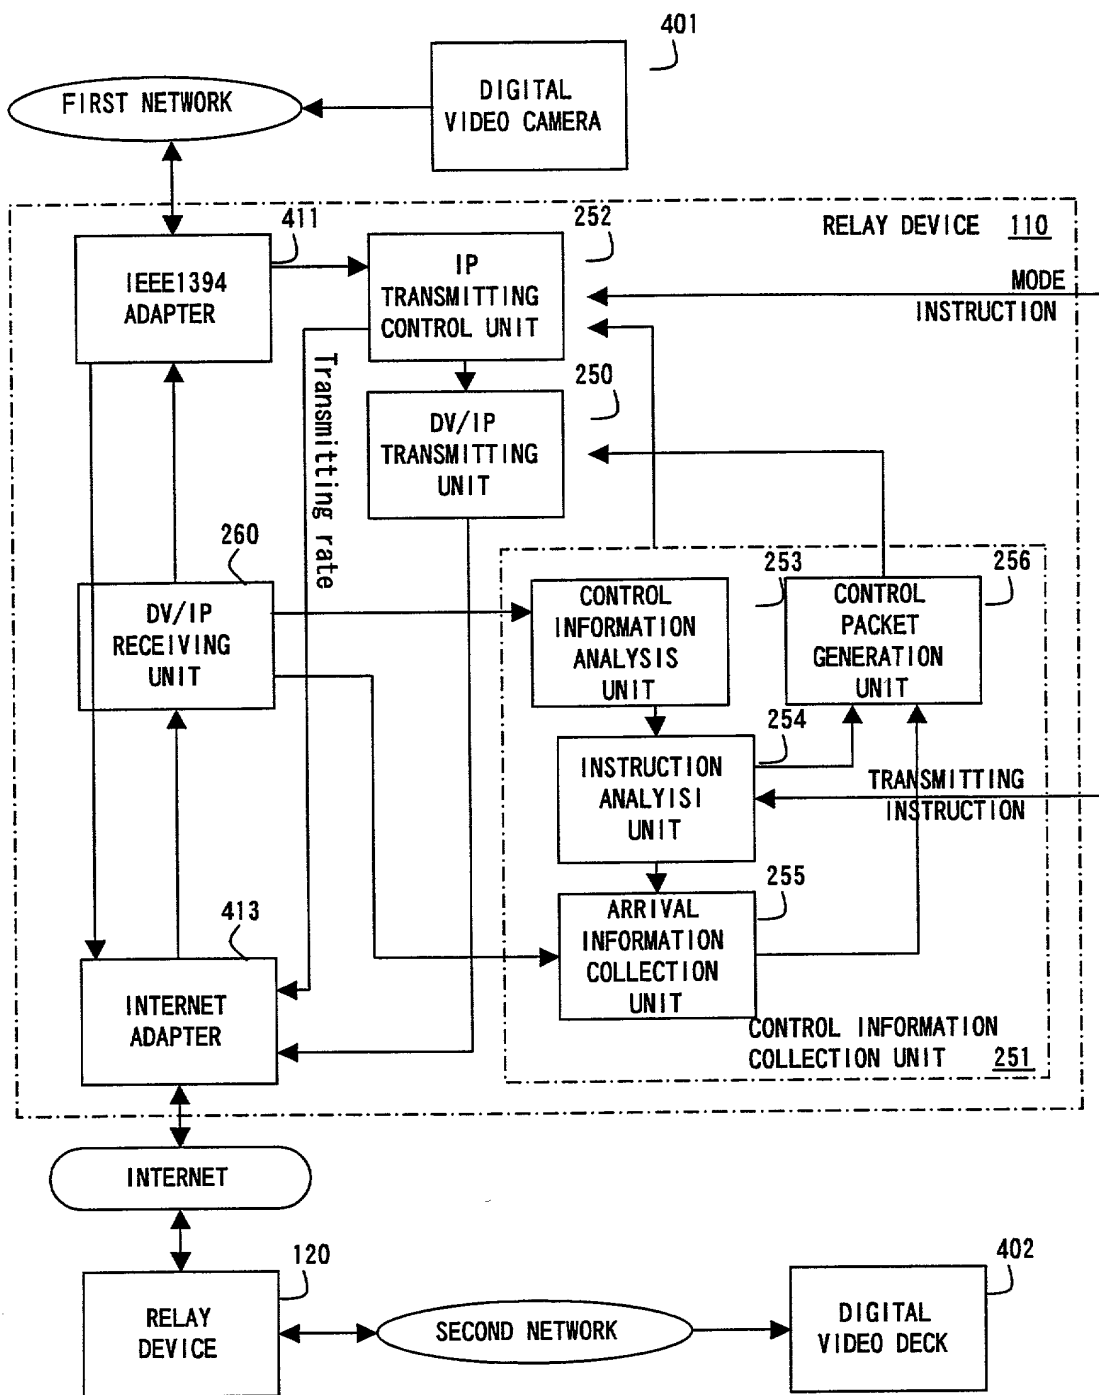 401
DIGITAL
VIDEO CAMERA
FIRST NETWORK
411
252
RELAY DEVICE 110
IEEE1394
ADAPTER
IP
TRANSMITTING
CONTROL UNIT
MODE
INSTRUCTION
Transmitting rate
250
DV/IP
TRANSMITTING
UNIT
260
DV/IP
RECEIVING
UNIT
253
CONTROL
INFORMATION
ANALYSIS
UNIT
256
CONTROL
PACKET
GENERATION
UNIT
254
INSTRUCTION
ANALYISI
UNIT
TRANSMITTING
INSTRUCTION
255
ARRIVAL
INFORMATION
COLLECTION
UNIT
413
INTERNET
ADAPTER
CONTROL INFORMATION
COLLECTION UNIT 251
INTERNET
120
RELAY
DEVICE
SECOND NETWORK
402
DIGITAL
VIDEO DECK